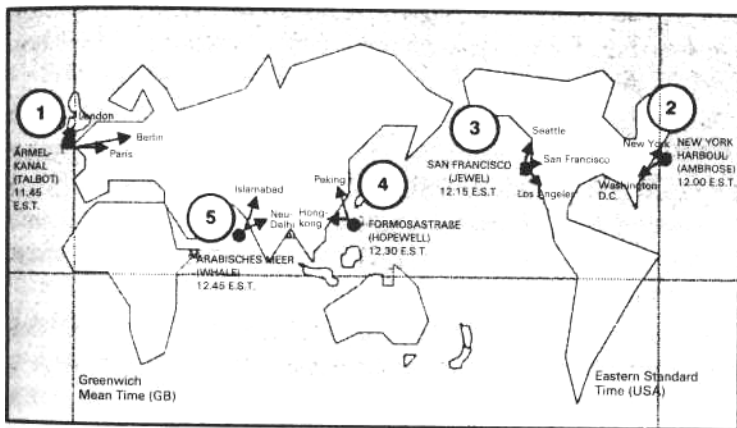 1
London
Berlin
Paris
ÄRMEL-
KANAL
(TALBOT)
11.45
E.S.T.
2
New York
NEW YORK
HARBOUL
(AMBROSE)
12.00 E.S.T.
Washington
D.C.
3
Seattle
San Francisco
SAN FRANCISCO
(JEWEL)
12.15 E.S.T.
Los Angeles
4
Peking
Hong-
kong
FORMOSASTRAßE
(HOPEWELL)
12.30 E.S.T.
5
Islamabad
Neu-
Delhi
ARABISCHES MEER
(WHALE)
12.45 E.S.T.
Greenwich
Mean Time (GB)
Eastern Standard
Time (USA)